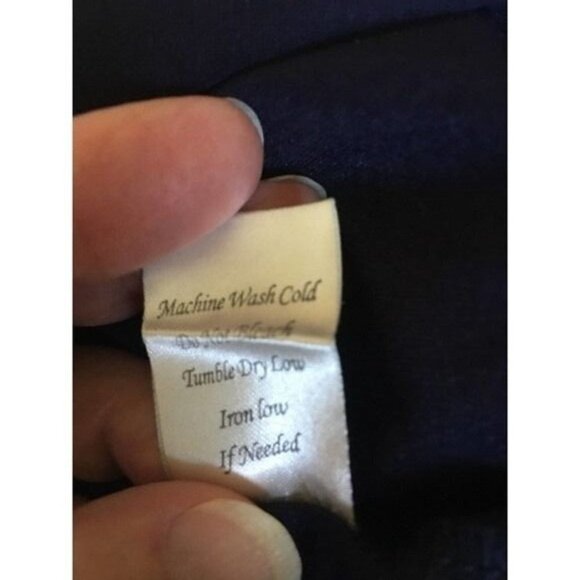 Machine Wash Cold
Do Not Bleach
Tumble Dry Low
Iron low
If Needed